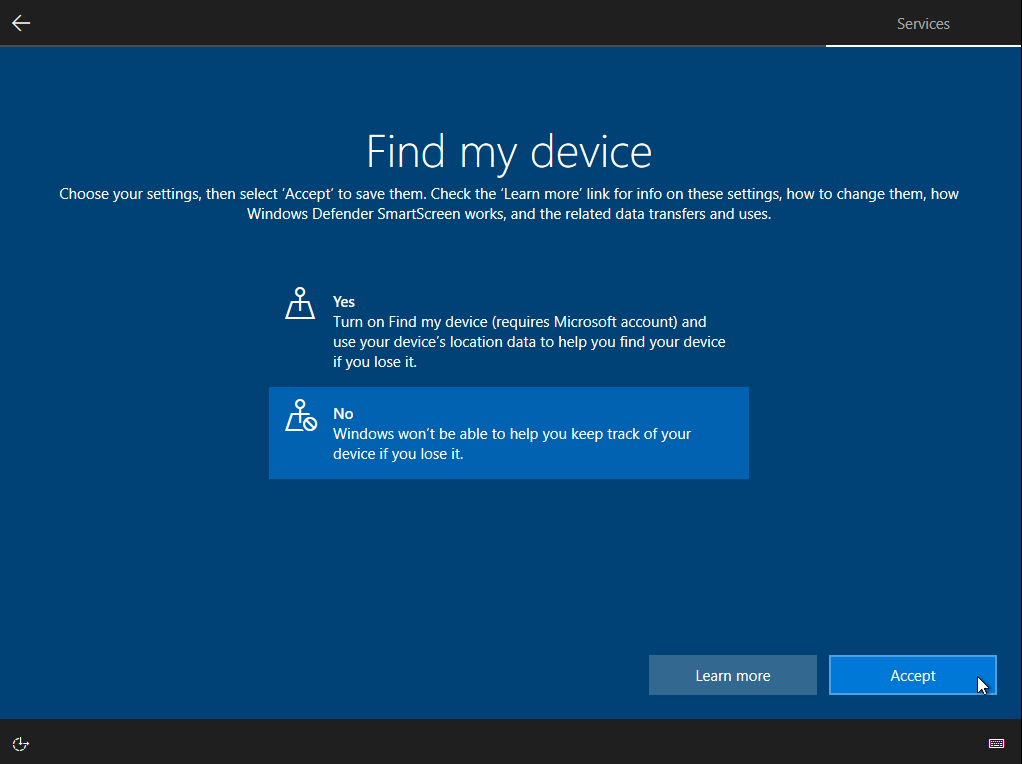 Services
Find my device
Choose your settings, then select ‘Accept’ to save them. Check the ‘Learn more’ link for info on these settings, how to change them, how
Windows Defender SmartScreen works, and the related data transfers and uses.
Yes
Turn on Find my device (requires Microsoft account) and
use your device’s location data to help you find your device
if you lose it.
No
Windows won’t be able to help you keep track of your
device if you lose it.
Learn more
Accept